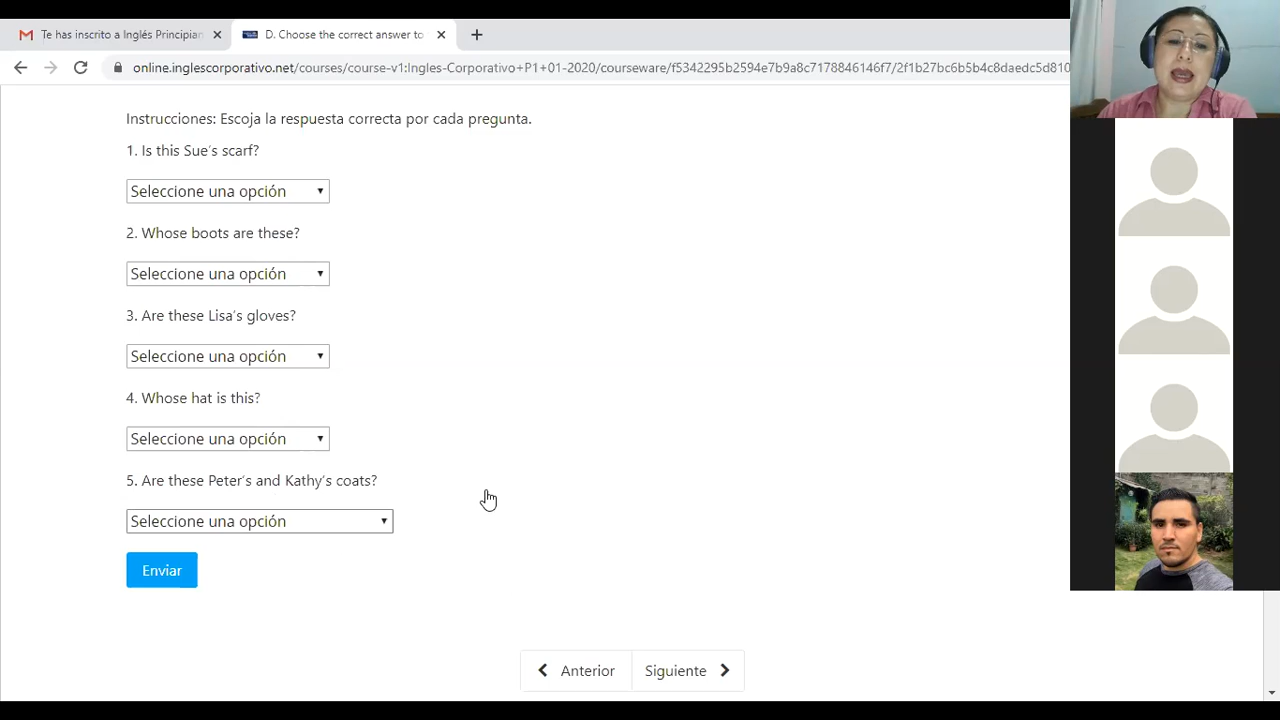 Te has inscrito a Inglés Principian
D. Choose the correct answer to
online.inglescorporativo.net/courses/course-v1:Ingles-Corporativo+P1+01-2020/courseware/f5342295b2594e7b9a8c7178846146f7/2f1b27bc6b5b4c8daedc5d810
Instrucciones: Escoja la respuesta correcta por cada pregunta.
1. Is this Sue's scarf?
Seleccione una opción
2. Whose boots are these?
Seleccione una opción
3. Are these Lisa's gloves?
Seleccione una opción
4. Whose hat is this?
Seleccione una opción
5. Are these Peter's and Kathy's coats?
Seleccione una opción
Enviar
Anterior
Siguiente